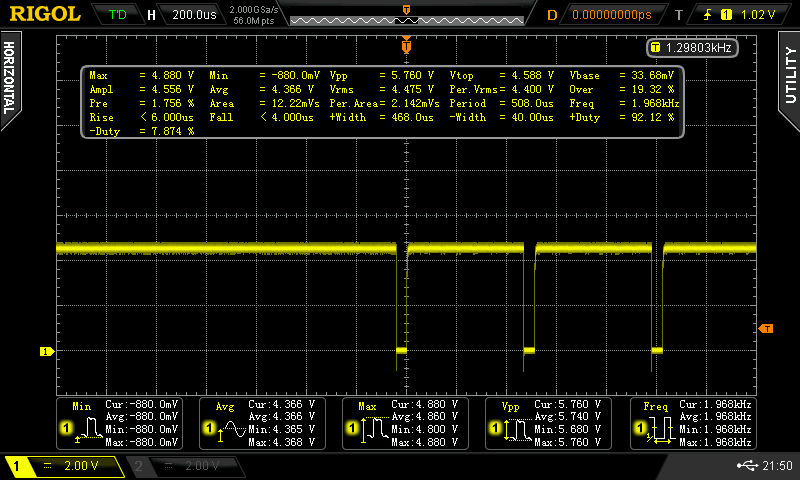 RIGOL T'D H 200.0us 2.000GSa/s 56.0M pts D 0.00000000ps T 1 1.02 V
HORIZONTAL
UTILITY
T
T 1.29803kHz
Max = 4.880 V Min = -880.0mV Vpp = 5.760 V Vtop = 4.588 V Vbase = 33.68mV
Ampl = 4.556 V Avg = 4.366 V Vrms = 4.475 V Per.Vrms= 4.400 V Over = 19.32 %
Pre = 1.756 % Area = 12.22mVs Per.Area= 2.142mVs Period = 508.0us Freq = 1.968kHz
Rise < 6.000us Fall < 4.000us +Width = 468.0us -Width = 40.00us +Duty = 92.12 %
-Duty = 7.874 %
T
1
Min Cur:-880.0mV Avg:-880.0mV Min:-880.0mV Max:-880.0mV
1
Avg Cur:4.366 V Avg:4.366 V Min:4.365 V Max:4.368 V
1
Max Cur:4.880 V Avg:4.860 V Min:4.800 V Max:4.880 V
1
Vpp Cur:5.760 V Avg:5.740 V Min:5.680 V Max:5.760 V
1
Freq Cur:1.968kHz Avg:1.968kHz Min:1.968kHz Max:1.968kHz
1
1 = 2.00 V 2 = 2.00 V 21:50